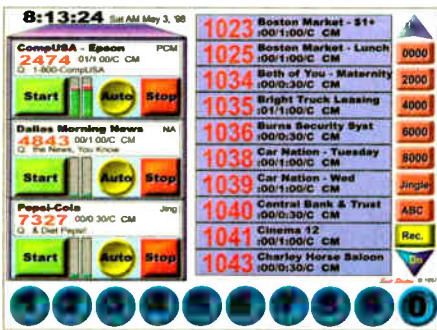 8:13:24 Sat AM May 3, '98
CompUSA - Epson PCM
2474 01/1:00/C CM
Q: 1-800-CompUSA
Start Auto Stop
Dallas Morning News NA
4843 00/1:00/C CM
Q: the News, You Know
Start Auto Stop
Pepsi-Cola Jing
7327 00/0:30/C CM
Q: & Diet Pepsi!
Start Auto Stop
1023 Boston Market - $1+
:00/1:00/C CM
1025 Boston Market - Lunch
:00/1:00/C CM
1034 Both of You - Maternity
:00/0:30/C CM
1035 Bright Truck Leasing
:01/1:00/C CM
1036 Burns Security Syst
:00/0:30/C CM
1038 Car Nation - Tuesday
:00/1:00/C CM
1039 Car Nation - Wed
:00/1:00/C CM
1040 Central Bank & Trust
:00/0:30/C CM
1041 Cinema 12
:00/1:00/C CM
1043 Charley Horse Saloon
:00/1:00/C CM
Up
0000
2000
4000
6000
8000
Jingle
ABC
Rec.
Dn
0